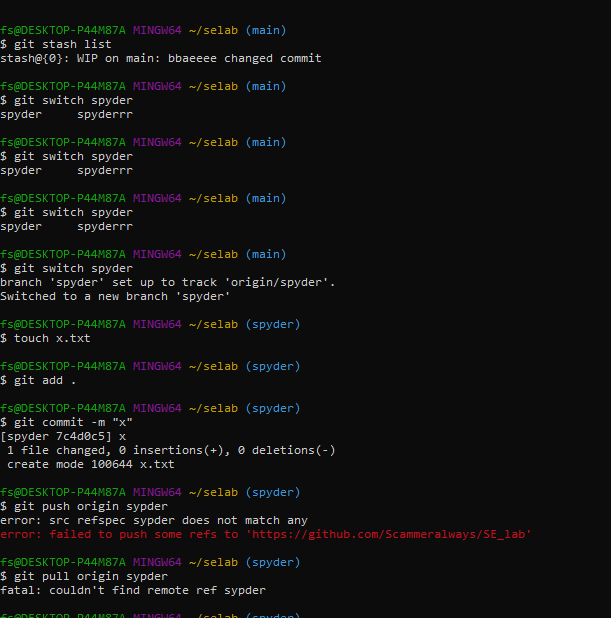 fs@DESKTOP-P44M87A MINGW64 ~/selab (main)
$ git stash list
stash@{0}: WIP on main: bbaeeee changed commit
fs@DESKTOP-P44M87A MINGW64 ~/selab (main)
$ git switch spyder
spyder     spyderrr
fs@DESKTOP-P44M87A MINGW64 ~/selab (main)
$ git switch spyder
spyder     spyderrr
fs@DESKTOP-P44M87A MINGW64 ~/selab (main)
$ git switch spyder
spyder     spyderrr
fs@DESKTOP-P44M87A MINGW64 ~/selab (main)
$ git switch spyder
branch 'spyder' set up to track 'origin/spyder'.
Switched to a new branch 'spyder'
fs@DESKTOP-P44M87A MINGW64 ~/selab (spyder)
$ touch x.txt
fs@DESKTOP-P44M87A MINGW64 ~/selab (spyder)
$ git add .
fs@DESKTOP-P44M87A MINGW64 ~/selab (spyder)
$ git commit -m "x"
[spyder 7c4d0c5] x
 1 file changed, 0 insertions(+), 0 deletions(-)
 create mode 100644 x.txt
fs@DESKTOP-P44M87A MINGW64 ~/selab (spyder)
$ git push origin sypder
error: src refspec sypder does not match any
error: failed to push some refs to 'https://github.com/Scammeralways/SE_lab'
fs@DESKTOP-P44M87A MINGW64 ~/selab (spyder)
$ git pull origin sypder
fatal: couldn't find remote ref sypder
fs@DESKTOP-P44M87A MINGW64 ~/selab (spyder)